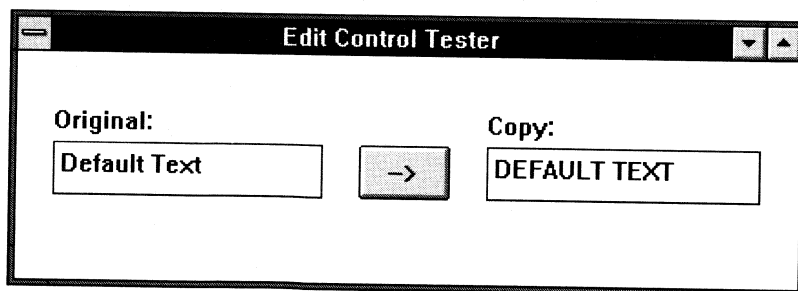 Edit Control Tester
Original:
Copy:
Default Text
->
DEFAULT TEXT